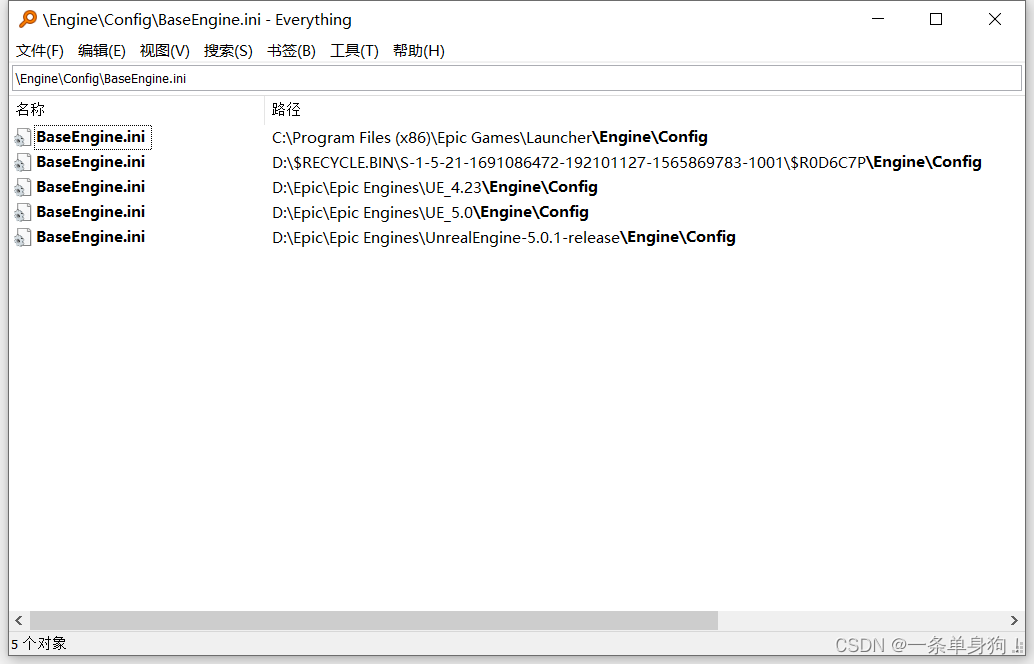 \Engine\Config\BaseEngine.ini - Everything
文件(F) 编辑(E) 视图(V) 搜索(S) 书签(B) 工具(T) 帮助(H)
\Engine\Config\BaseEngine.ini
名称 路径
BaseEngine.ini C:\Program Files (x86)\Epic Games\Launcher\Engine\Config
BaseEngine.ini D:\$RECYCLE.BIN\S-1-5-21-1691086472-192101127-1565869783-1001\$R0D6C7P\Engine\Config
BaseEngine.ini D:\Epic\Epic Engines\UE_4.23\Engine\Config
BaseEngine.ini D:\Epic\Epic Engines\UE_5.0\Engine\Config
BaseEngine.ini D:\Epic\Epic Engines\UnrealEngine-5.0.1-release\Engine\Config
5 个对象
CSDN @一条单身狗